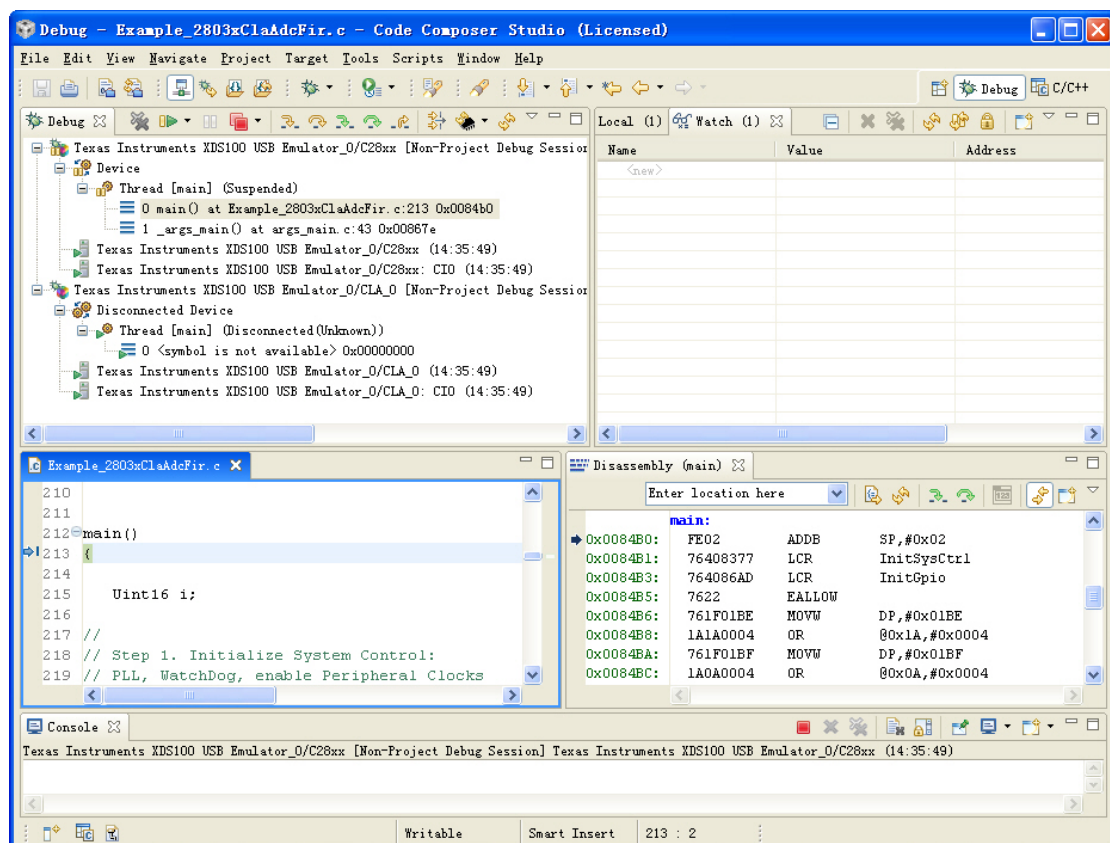 Debug - Example_2803xClaAdcFir.c - Code Composer Studio (Licensed)
File Edit View Navigate Project Target Tools Scripts Window Help
Debug C/C++
Debug
Texas Instruments XDS100 USB Emulator_0/C28xx [Non-Project Debug Session
Device
Thread [main] (Suspended)
0 main() at Example_2803xClaAdcFir.c:213 0x0084b0
1 _args_main() at args_main.c:43 0x00867e
Texas Instruments XDS100 USB Emulator_0/C28xx (14:35:49)
Texas Instruments XDS100 USB Emulator_0/C28xx: CIO (14:35:49)
Texas Instruments XDS100 USB Emulator_0/CLA_0 [Non-Project Debug Session
Disconnected Device
Thread [main] (Disconnected(Unknown))
0 <symbol is not available> 0x00000000
Texas Instruments XDS100 USB Emulator_0/CLA_0 (14:35:49)
Texas Instruments XDS100 USB Emulator_0/CLA_0: CIO (14:35:49)
Local (1) Watch (1)
Name Value Address
<new>
Example_2803xClaAdcFir.c
210
211
212 main()
213 {
214
215 Uint16 i;
216
217 //
218 // Step 1. Initialize System Control:
219 // PLL, WatchDog, enable Peripheral Clocks
Disassembly (main)
Enter location here
main:
0x0084B0: FE02 ADDB SP,#0x02
0x0084B1: 76408377 LCR InitSysCtrl
0x0084B3: 764086AD LCR InitGpio
0x0084B5: 7622 EALLOW
0x0084B6: 761F01BE MOVW DP,#0x01BE
0x0084B8: 1A1A0004 OR @0x1A,#0x0004
0x0084BA: 761F01BF MOVW DP,#0x01BF
0x0084BC: 1A0A0004 OR @0x0A,#0x0004
Console
Texas Instruments XDS100 USB Emulator_0/C28xx [Non-Project Debug Session] Texas Instruments XDS100 USB Emulator_0/C28xx (14:35:49)
Writable Smart Insert 213 : 2